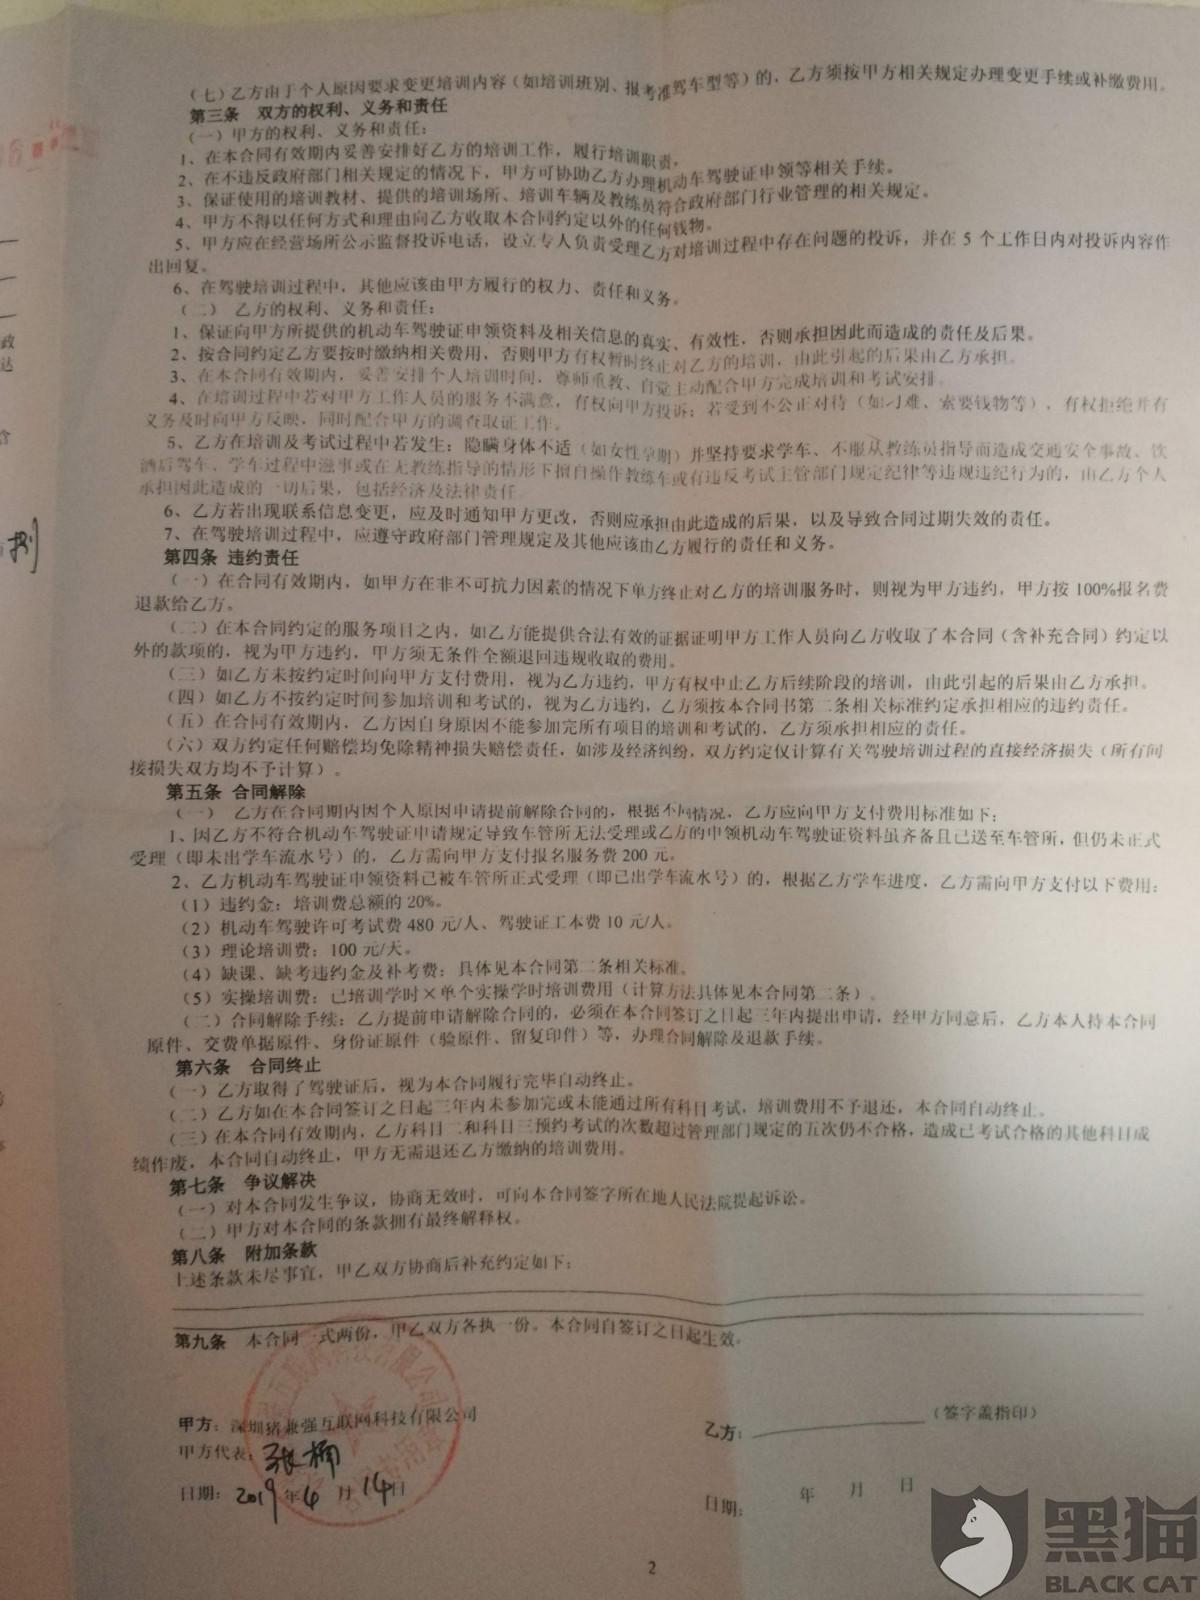 （七）乙方由于个人原因要求变更培训内容（如培训班别、报考准驾车型等）的，乙方须按甲方相关规定办理变更手续或补缴费用。
第三条 双方的权利、义务和责任
（一）甲方的权利、义务和责任：
1、在本合同有效期内妥善安排好乙方的培训工作，履行培训职责。
2、在不违反政府部门相关规定的情况下，甲方可协助乙方办理机动车驾驶证申领等相关手续。
3、保证使用的培训教材、提供的培训场所、培训车辆及教练员符合政府部门行业管理的相关规定。
4、甲方不得以任何方式和理由向乙方收取本合同约定以外的任何钱物。
5、甲方应在经营场所公示监督投诉电话，设立专人负责受理乙方对培训过程中存在问题的投诉，并在 5 个工作日内对投诉内容作
出回复。
6、在驾驶培训过程中，其他应该由甲方履行的权力、责任和义务。
（二） 乙方的权利、义务和责任：
1、保证向甲方所提供的机动车驾驶证申领资料及相关信息的真实、有效性，否则承担因此而造成的责任及后果。
2、按合同约定乙方要按时缴纳相关费用，否则甲方有权暂时终止对乙方的培训，由此引起的后果由乙方承担。
3、在本合同有效期内，妥善安排个人培训时间，尊师重教、自觉主动配合甲方完成培训和考试安排。
4、在培训过程中若对甲方工作人员的服务不满意，有权向甲方投诉；若受到不公正对待（如刁难、索要钱物等），有权拒绝并有
义务及时向甲方反映，同时配合甲方的调查取证工作。
5、乙方在培训及考试过程中若发生：隐瞒身体不适（如女性孕期）并坚持要求学车、不服从教练员指导而造成交通安全事故、饮
酒后驾车、学车过程中滋事或在无教练指导的情形下擅自操作教练车或有违反考试主管部门规定纪律等违规违纪行为的，由乙方个人
承担因此造成的一切后果，包括经济及法律责任
6、乙方若出现联系信息变更，应及时通知甲方更改，否则应承担由此造成的后果，以及导致合同过期失效的责任。
7、在驾驶培训过程中，应遵守政府部门管理规定及其他应该由乙方履行的责任和义务。
第四条 违约责任
（一）在合同有效期内，如甲方在非不可抗力因素的情况下单方终止对乙方的培训服务时，则视为甲方违约，甲方按 100%报名费
退款给乙方。
（二）在本合同约定的服务项目之内，如乙方能提供合法有效的证据证明甲方工作人员向乙方收取了本合同（含补充合同）约定以
外的款项的，视为甲方违约，甲方须无条件全额退回违规收取的费用。
（三）如乙方未按约定时间向甲方支付费用，视为乙方违约，甲方有权中止乙方后续阶段的培训，由此引起的后果由乙方承担。
（四）如乙方不按约定时间参加培训和考试的，视为乙方违约，乙方须按本合同书第二条相关标准约定承担相应的违约责任。
（五）在合同有效期内，乙方因自身原因不能参加完所有项目的培训和考试的，乙方须承担相应的责任。
（六）双方约定任何赔偿均免除精神损失赔偿责任，如涉及经济纠纷，双方约定仅计算有关驾驶培训过程的直接经济损失（所有间
接损失双方均不予计算）。
第五条 合同解除
（一） 乙方在合同期内因个人原因申请提前解除合同的，根据不同情况，乙方应向甲方支付费用标准如下：
1、因乙方不符合机动车驾驶证申请规定导致车管所无法受理或乙方的申领机动车驾驶证资料虽齐备且已送至车管所，但仍未正式
受理（即未出学车流水号）的，乙方需向甲方支付报名服务费 200 元。
2、乙方机动车驾驶证申领资料已被车管所正式受理（即已出学车流水号）的，根据乙方学车进度，乙方需向甲方支付以下费用：
（1）违约金：培训费总额的 20%。
（2）机动车驾驶许可考试费 480 元/人、驾驶证工本费 10 元/人。
（3）理论培训费：100 元/天。
（4）缺课、缺考违约金及补考费：具体见本合同第二条相关标准。
（5）实操培训费：已培训学时×单个实操学时培训费用（计算方法具体见本合同第二条）。
（二）合同解除手续：乙方提前申请解除合同的，必须在本合同签订之日起三年内提出申请，经甲方同意后，乙方本人持本合同
原件、交费单据原件、身份证原件（验原件、留复印件）等，办理合同解除及退款手续。
第六条 合同终止
（一）乙方取得了驾驶证后，视为本合同履行完毕自动终止。
（二）乙方如在本合同签订之日起三年内未参加完或未能通过所有科目考试，培训费用不予退还，本合同自动终止。
（三）在本合同有效期内，乙方科目二和科目三预约考试的次数超过管理部门规定的五次仍不合格，造成已考试合格的其他科目成
绩作废，本合同自动终止，甲方无需退还乙方缴纳的培训费用。
第七条 争议解决
（一）对本合同发生争议，协商无效时，可向本合同签字所在地人民法院提起诉讼。
（二）甲方对本合同的条款拥有最终解释权。
第八条 附加条款
上述条款未尽事宜，甲乙双方协商后补充约定如下：
第九条 本合同一式两份，甲乙双方各执一份。本合同自签订之日起生效。
甲方：深圳猪兼强互联网科技有限公司
乙方： （签字盖指印）
甲方代表：张楠
日期：2019年4月14日
日期： 年 月 日
2
黑猫
BLACK CAT